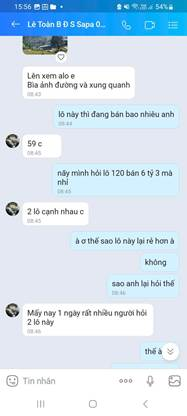 15:56
54%
Lê Toàn B Đ S Sapa 0...
Lên xem alo e
Bìa ảnh đường và xung quanh
08:43
lô này thì đang bán bao nhiêu anh
08:44
59 c
08:45
nãy mình hỏi lô 120 bán 6 tỷ 3 mà
nhỉ
08:45
2 lô cạnh nhau c
08:45
à ơ thế sao lô này lại rẻ hơn à
không
sao anh lại hỏi thế
08:46
Mấy nay 1 ngày rất nhiều người hỏi
2 lô này
08:46
thế à
Tin nhắn